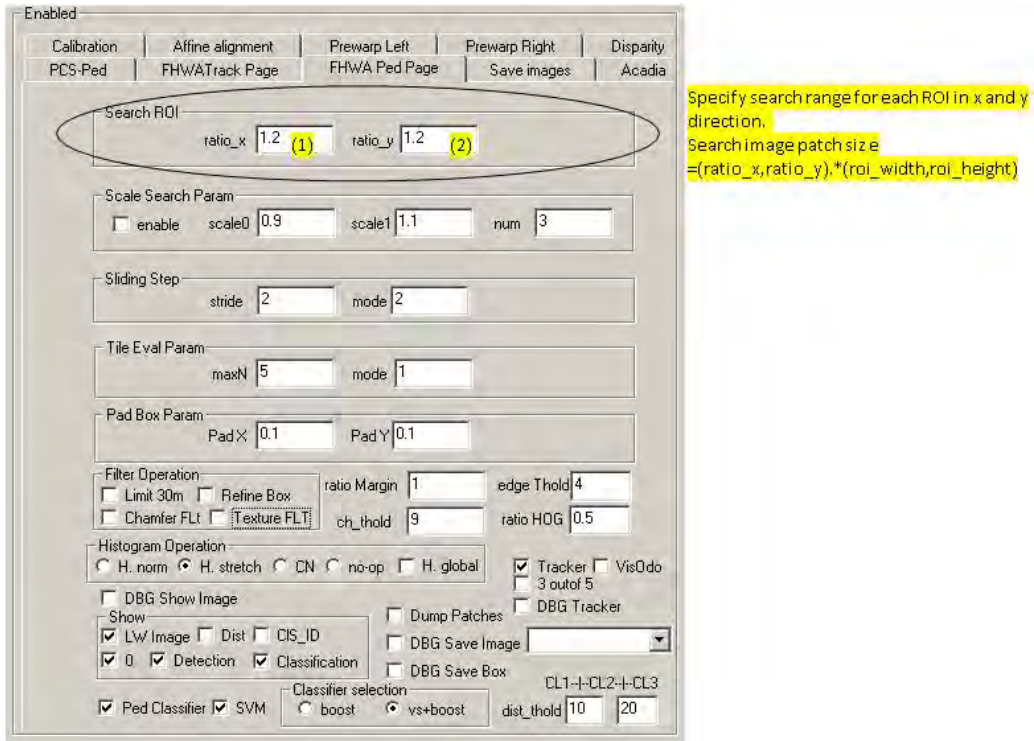 Enabled
Calibration Affine alignment Prewarp Left Prewarp Right Disparity
PCS-Ped FHWATrack Page FHWA Ped Page Save images Acadia
Search ROI
ratio_x 1.2 (1) ratio_y 1.2 (2)
Specify search range for each ROI in x and y
direction.
Search image patch size
=(ratio_x,ratio_y).*(roi_width,roi_height)
Scale Search Param
enable scale0 0.9 scale1 1.1 num 3
Sliding Step
stride 2 mode 2
Tile Eval Param
maxN 5 mode 1
Pad Box Param
Pad X 0.1 Pad Y 0.1
Filter Operation
Limit 30m Refine Box
Chamfer FLt Texture FLT
ratio Margin 1 edge Thold 4
ch_thold 9 ratio HOG 0.5
Histogram Operation
H. norm H. stretch CN no-op H. global
Tracker VisOdo
3 outof 5
DBG Tracker
DBG Show Image
Show
LW Image Dist CIS_ID
0 Detection Classification
Dump Patches
DBG Save Image
DBG Save Box
Ped Classifier SVM
Classifier selection
boost vs+boost
CL1--|--CL2--|--CL3
dist_thold 10 20